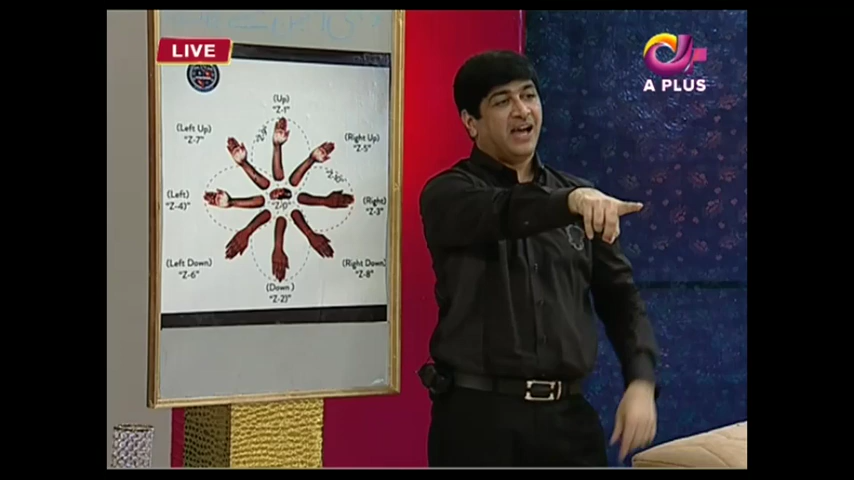 LIVE
A PLUS
(Up)
"Z-1"
(Left Up)
"Z-7"
(Right Up)
"Z-5"
(Left)
"Z-4)"
"Z-0"
(Right)
"Z-3"
(Left Down)
"Z-6"
(Right Down)
"Z-8"
(Down)
"Z-2)"